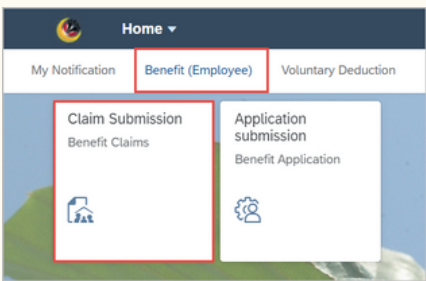 Home
My Notification Benefit (Employee) Voluntary Deduction
Claim Submission
Benefit Claims
Application
submission
Benefit Application